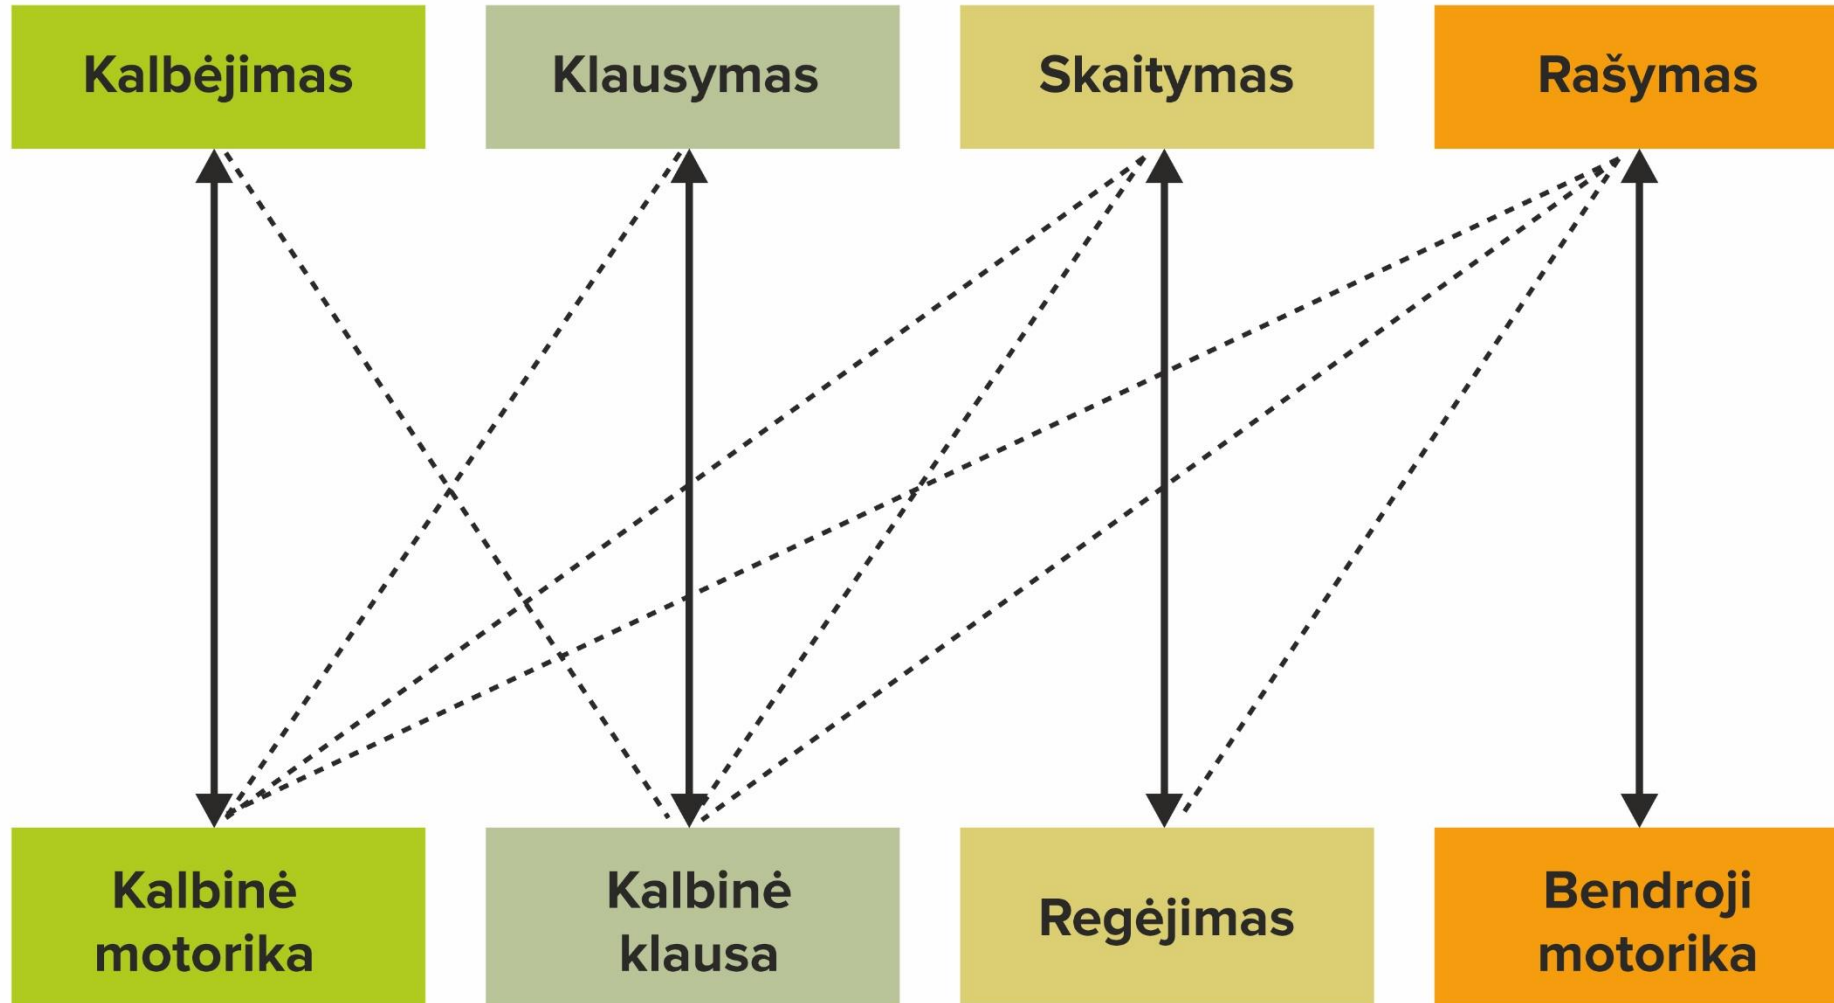 Kalbėjimas
Klausymas
Skaitymas
Rašymas
Kalbinė
motorika
Kalbinė
klausa
Regėjimas
Bendroji
motorika